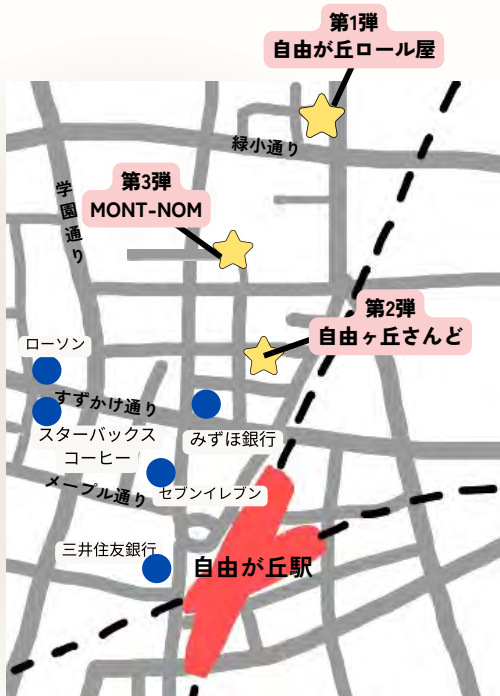 第1弾
自由が丘ロール屋
緑小通り
学園通り
第3弾
MONT-NOM
第2弾
自由ヶ丘さんど
ローソン
すずかけ通り
スターバックス
コーヒー
みずほ銀行
メープル通り
セブンイレブン
三井住友銀行
自由が丘駅